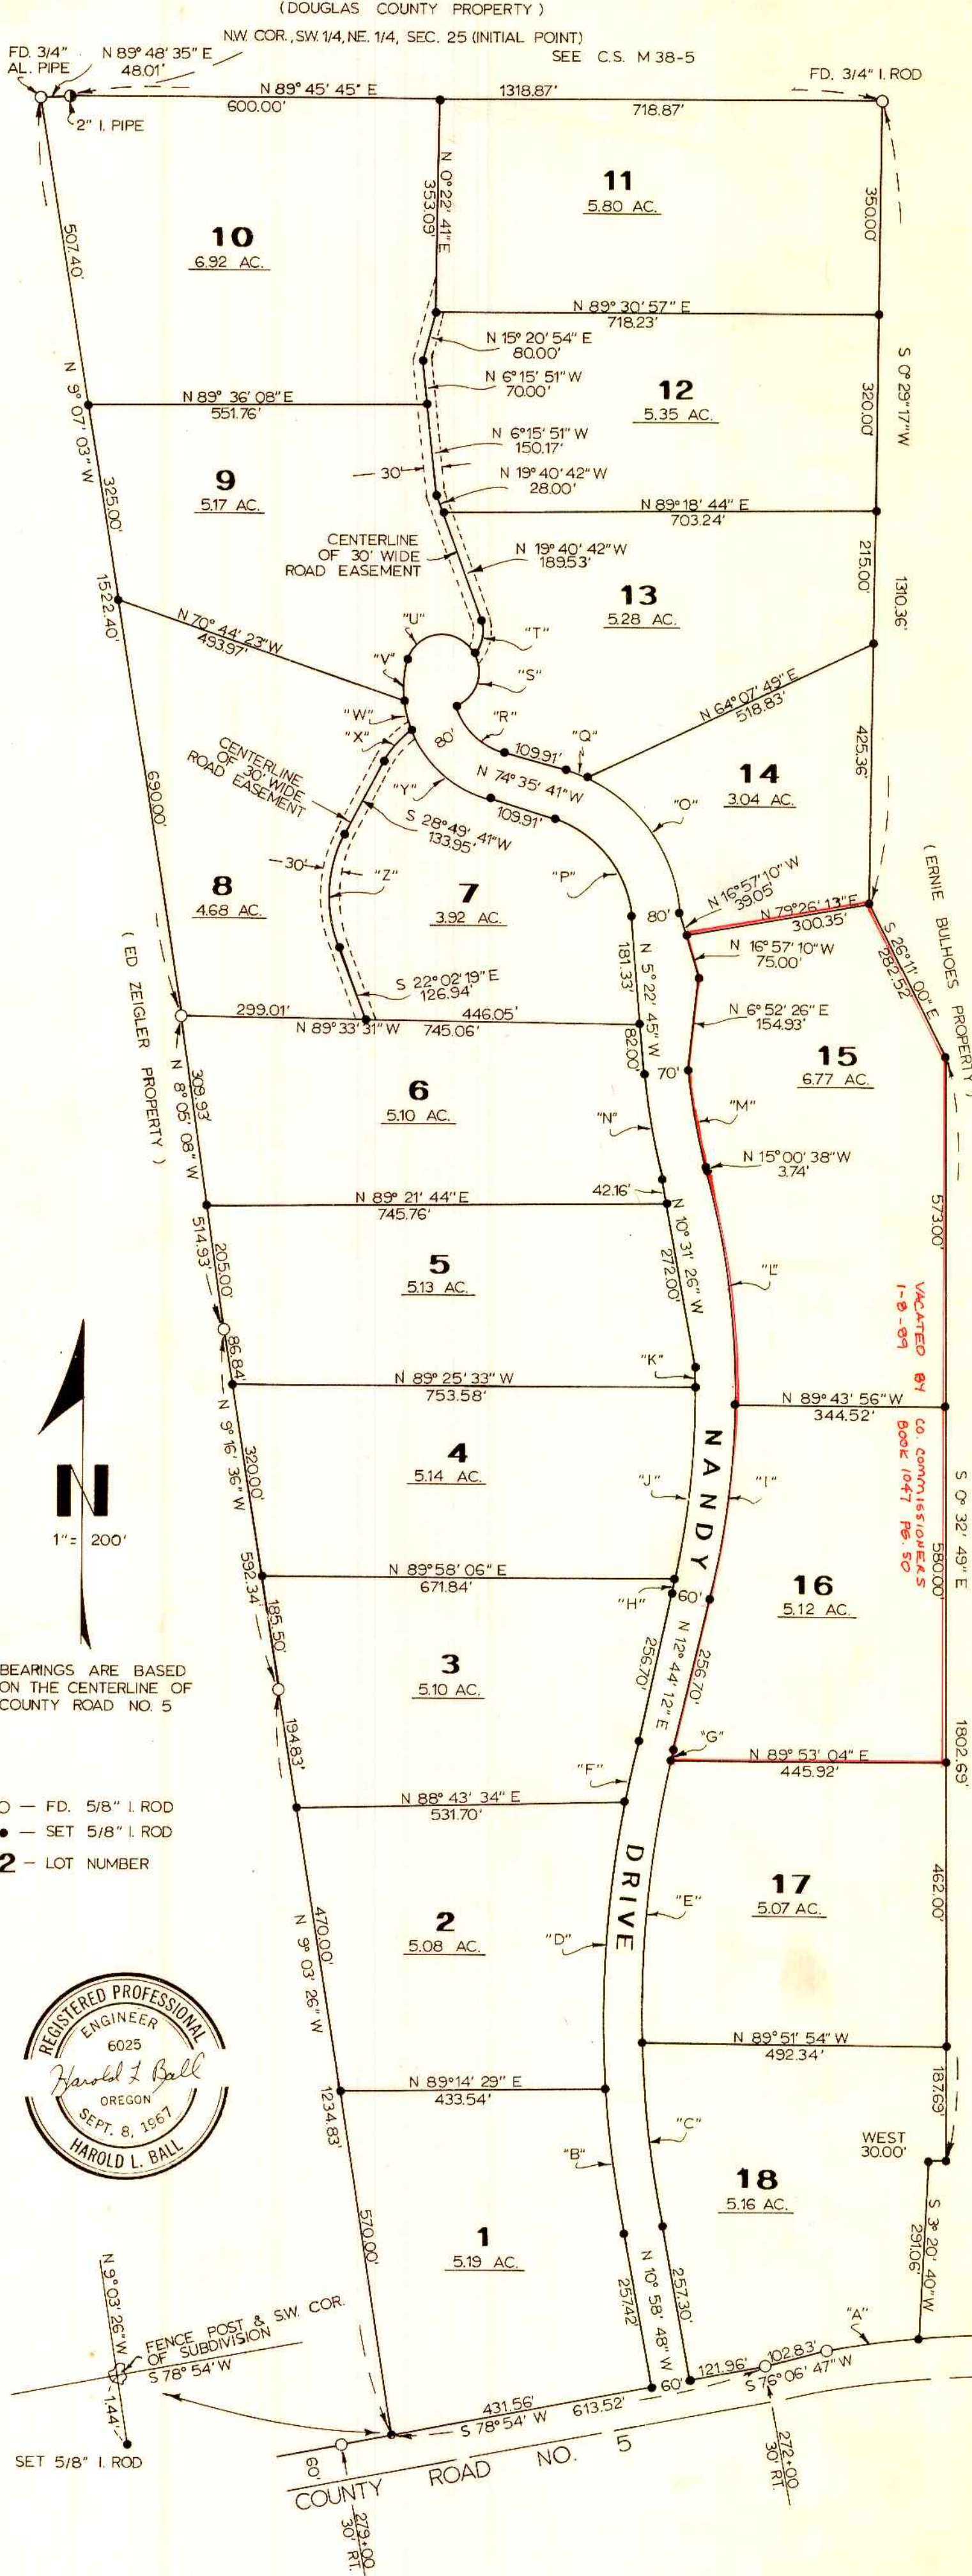 (DOUGLAS COUNTY PROPERTY)
N.W. COR., SW. 1/4, NE. 1/4, SEC. 25 (INITIAL POINT)
SEE C.S. M 38-5
FD. 3/4"
AL. PIPE
N 89° 48' 35" E
48.01'
FD. 3/4" I. ROD
N 89° 45' 45" E
600.00'
1318.87'
718.87'
2" I. PIPE
N 0° 22' 41" E
353.09'
11
5.80 AC.
350.00'
10
6.92 AC.
507.40'
N 89° 30' 57" E
718.23'
N 15° 20' 54" E
80.00'
N 6° 15' 51" W
70.00'
S 0° 29' 17" W
320.00'
12
5.35 AC.
N 9° 07' 03" W
N 89° 36' 08" E
551.76'
N 6° 15' 51" W
150.17'
30'
N 19° 40' 42" W
28.00'
9
5.17 AC.
325.00'
N 89° 18' 44" E
703.24'
CENTERLINE
OF 30' WIDE
ROAD EASEMENT
N 19° 40' 42" W
189.53'
215.00'
1310.36'
1522.40'
13
5.28 AC.
N 70° 44' 23" W
493.97'
"U"
"T"
"V"
"S"
N 64° 07' 49" E
518.83'
"W"
"X"
80'
"R"
"Q"
109.91'
N 74° 35' 41" W
425.36'
14
3.04 AC.
CENTERLINE
OF 30' WIDE
ROAD EASEMENT
690.00'
"Y"
109.91'
"O"
S 28° 49' 41" W
133.95'
30'
"Z"
"P"
8
4.68 AC.
7
3.92 AC.
80'
N 16° 57' 10" W
39.05'
N 79° 26' 13" E
300.35'
(ERNIE BULHOES PROPERTY)
S 26° 11' 00" E
282.52'
(ED ZEIGLER PROPERTY)
N 16° 57' 10" W
75.00'
181.33'
N 5° 22' 45" W
S 22° 02' 19" E
126.94'
299.01'
446.05'
N 89° 33' 31" W
745.06'
N 6° 52' 26" E
154.93'
82.00'
15
6.77 AC.
70'
N 8° 05' 08" W
309.93'
6
5.10 AC.
"N"
"M"
N 15° 00' 38" W
3.74'
42.16'
N 89° 21' 44" E
745.76'
573.00'
514.93'
205.00'
N 10° 31' 26" W
272.00'
5
5.13 AC.
"L"
VACATED BY CO. COMMISSIONERS
1-8-89 BOOK 1047 PG. 50
86.84'
"K"
N 89° 25' 33" W
753.58'
N 89° 43' 56" W
344.52'
N 9° 16' 36" W
320.00'
4
5.14 AC.
NANDY
"J"
"I"
S 0° 32' 49" E
580.00'
N
1" = 200'
N 89° 58' 06" E
671.84'
592.34'
185.50'
"H"
60'
16
5.12 AC.
256.70'
N 12° 44' 12" E
256.70'
3
5.10 AC.
BEARINGS ARE BASED
ON THE CENTERLINE OF
COUNTY ROAD NO. 5
194.83'
"G"
N 89° 53' 04" E
445.92'
1802.69'
"F"
○ — FD. 5/8" I. ROD
● — SET 5/8" I. ROD
2 — LOT NUMBER
N 88° 43' 34" E
531.70'
DRIVE
17
5.07 AC.
462.00'
2
5.08 AC.
"E"
"D"
470.00'
N 9° 03' 26" W
REGISTERED PROFESSIONAL
ENGINEER
6025
Harold L Ball
OREGON
SEPT. 8, 1967
HAROLD L. BALL
N 89° 51' 54" W
492.34'
N 89° 14' 29" E
433.54'
1234.83'
187.69'
"C"
"B"
WEST
30.00'
18
5.16 AC.
1
5.19 AC.
570.00'
S 3° 20' 40" W
291.06'
257.42'
N 10° 58' 48" W
257.30'
N 9° 03' 26" W
FENCE POST & S.W. COR.
OF SUBDIVISION
S 78° 54' W
1.44'
SET 5/8" I. ROD
"A"
102.83'
121.96'
S 76° 06' 47" W
60'
431.56'
613.52'
S 78° 54' W
272+00
30' RT.
COUNTY ROAD NO. 5
60'
279+00
30' RT.